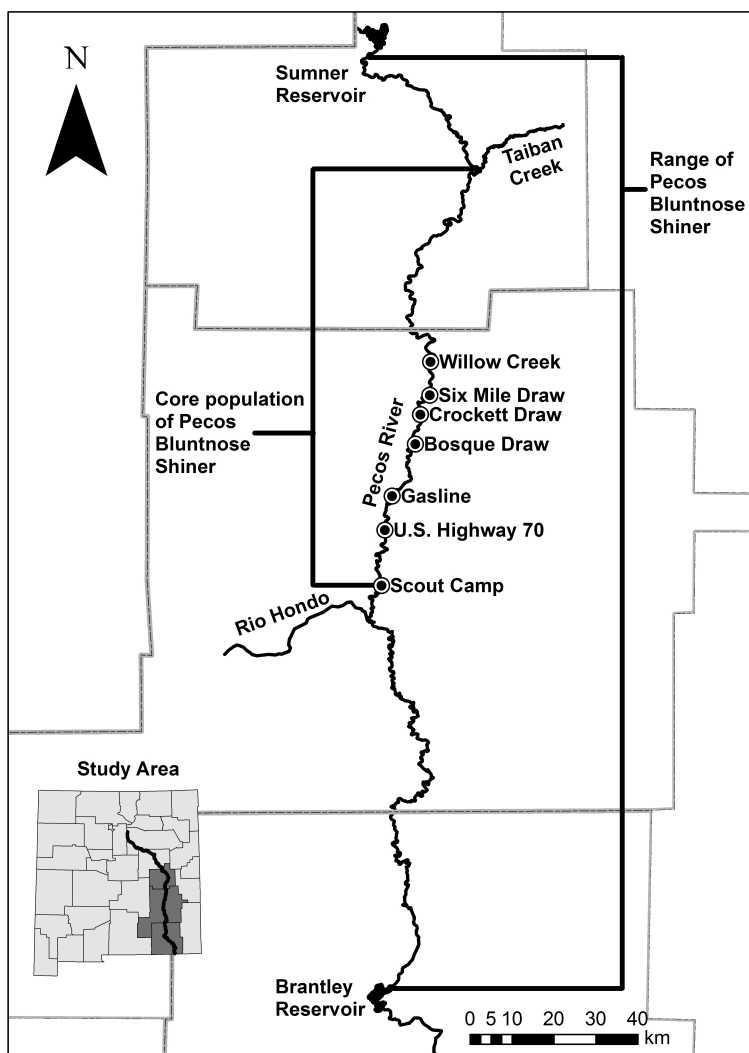 N
Sumner
Reservoir
Taiban
Creek
Range of
Pecos
Bluntnose
Shiner
Willow Creek
Six Mile Draw
Crockett Draw
Core population
of Pecos
Bluntnose
Shiner
Pecos River
Bosque Draw
Gasline
U.S. Highway 70
Scout Camp
Rio Hondo
Study Area
Brantley
Reservoir
0 5 10 20 30 40
km